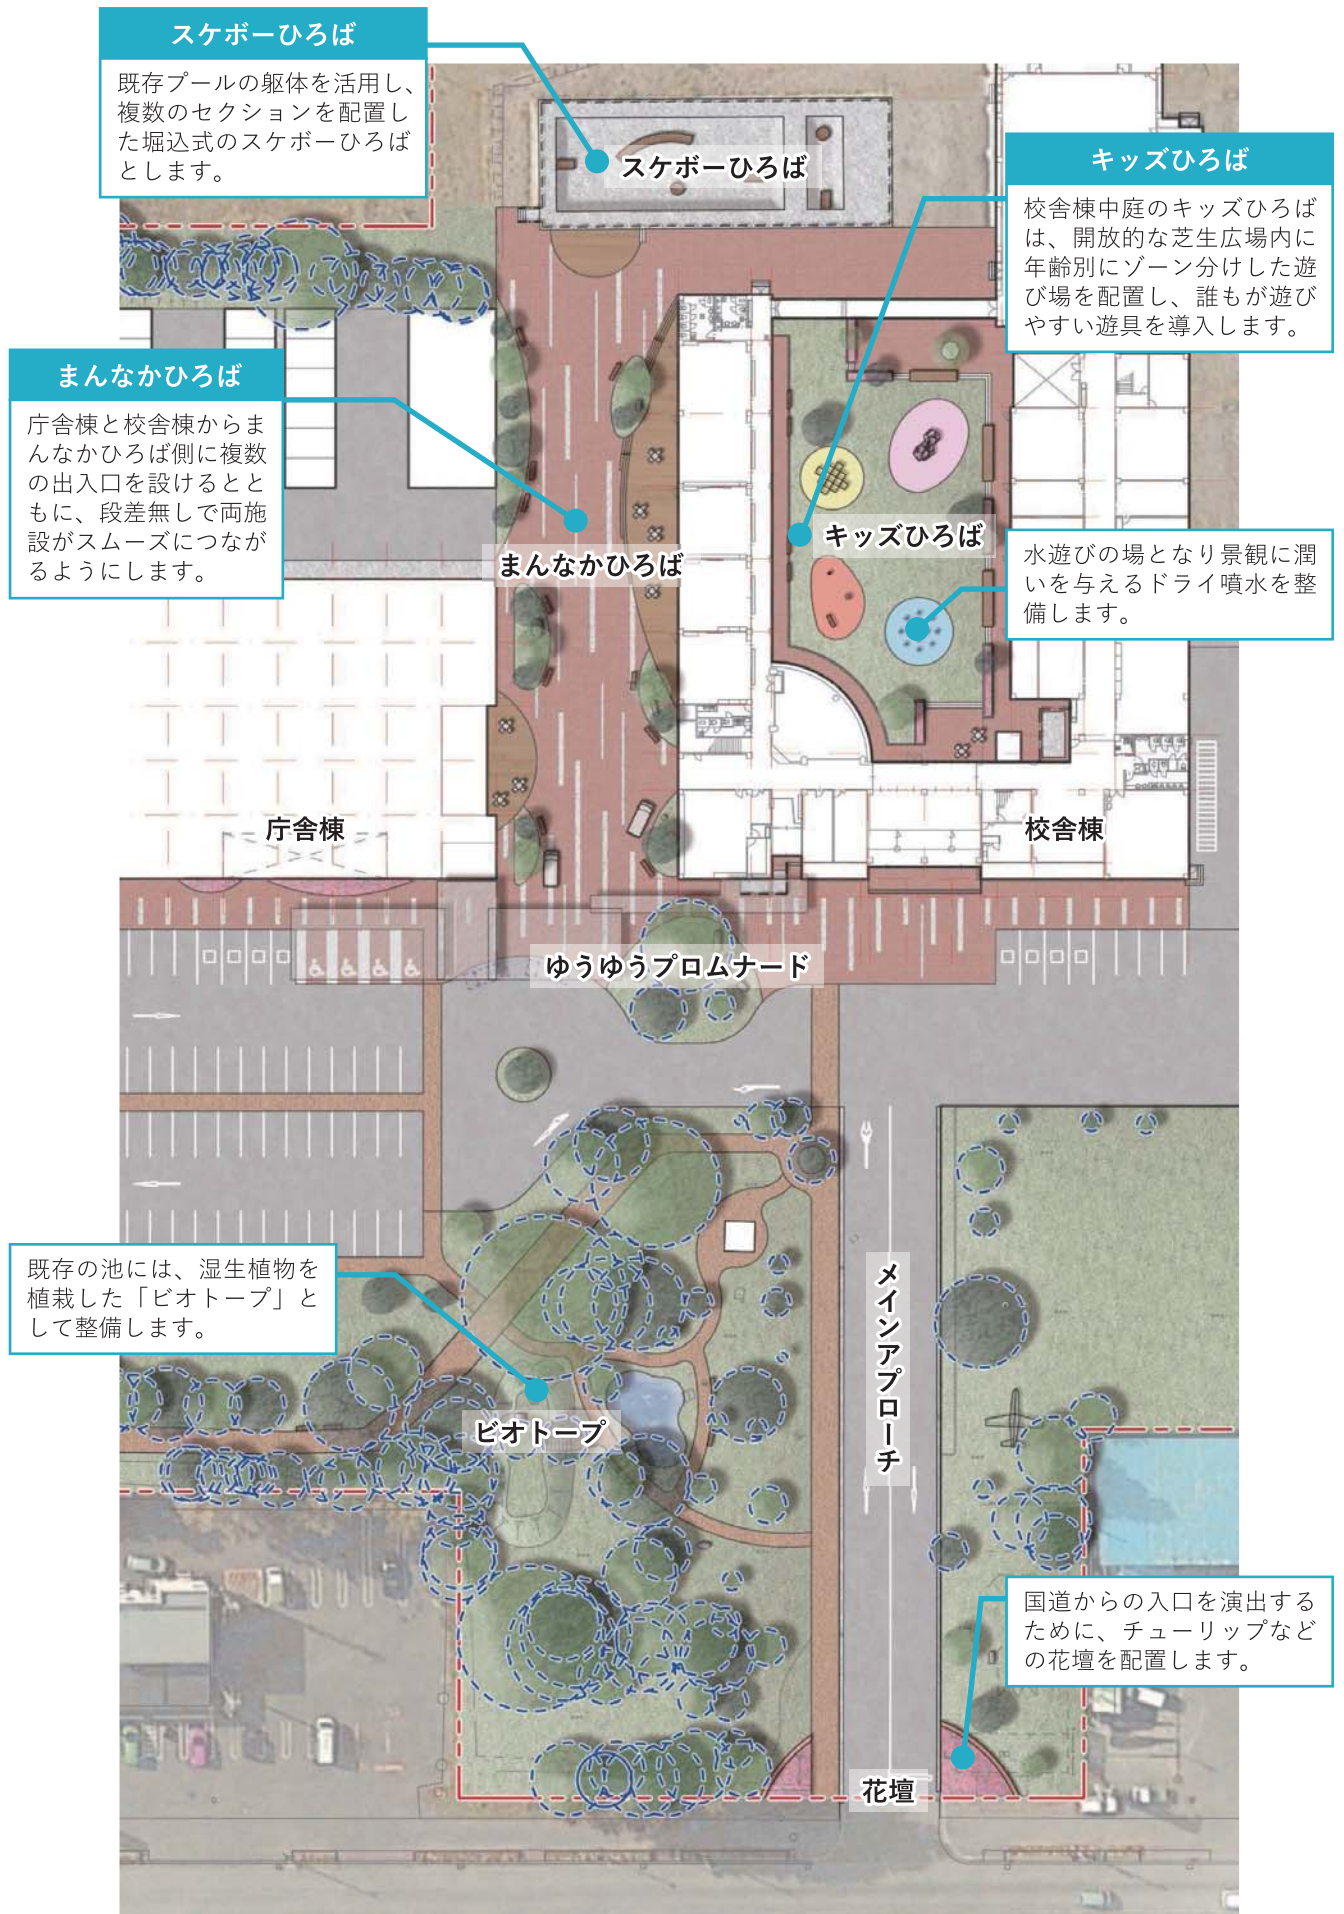 スケボーひろば
既存プールの躯体を活用し、
複数のセクションを配置し
た堀込式のスケボーひろば
とします。
スケボーひろば
キッズひろば
校舎棟中庭のキッズひろば
は、開放的な芝生広場内に
年齢別にゾーン分けした遊
び場を配置し、誰もが遊び
やすい遊具を導入します。
まんなかひろば
庁舎棟と校舎棟からま
んなかひろば側に複数
の出入口を設けるとと
もに、段差無しで両施
設がスムーズにつなが
るようにします。
まんなかひろば
キッズひろば
水遊びの場となり景観に潤
いを与えるドライ噴水を整
備します。
庁舎棟
校舎棟
ゆうゆうプロムナード
既存の池には、湿生植物を
植栽した「ビオトープ」と
して整備します。
メインアプローチ
ビオトープ
国道からの入口を演出する
ために、チューリップなど
の花壇を配置します。
花壇